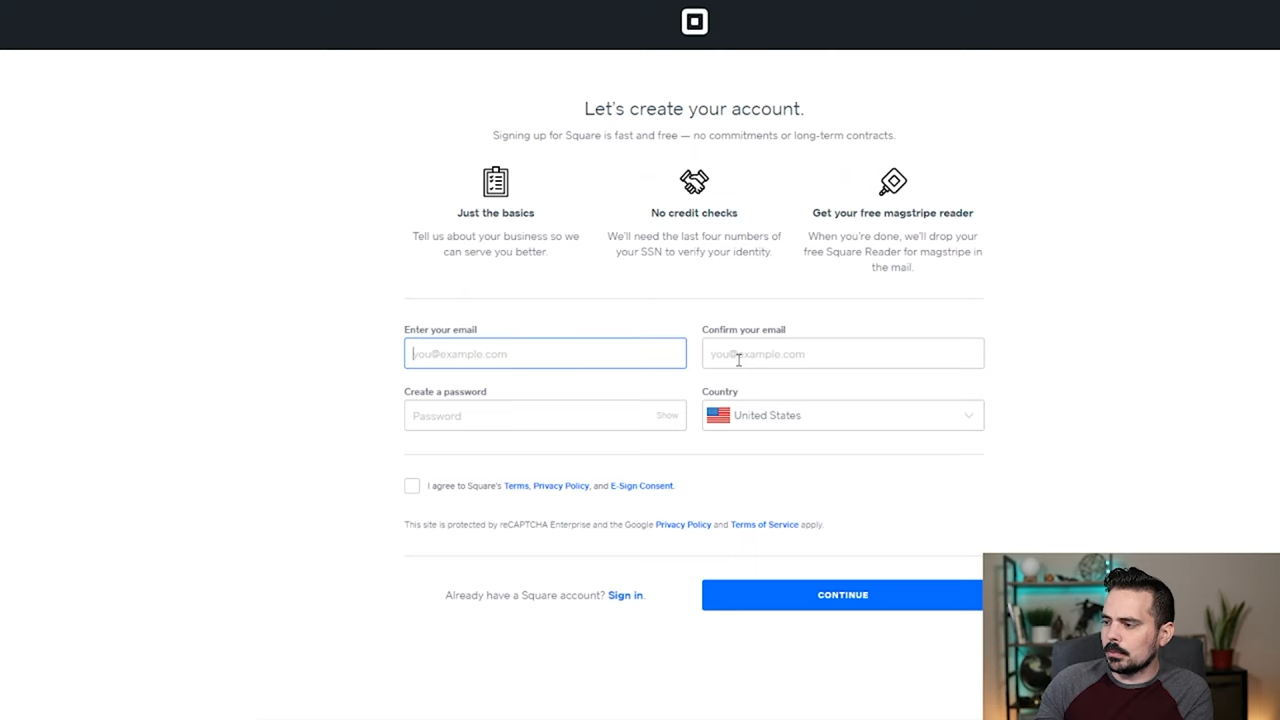 Let's create your account.
Signing up for Square is fast and free — no commitments or long-term contracts.
Just the basics
Tell us about your business so we
can serve you better.
No credit checks
We'll need the last four numbers of
your SSN to verify your identity.
Get your free magstripe reader
When you're done, we'll drop your
free Square Reader for magstripe in
the mail.
Enter your email
you@example.com
Confirm your email
you@example.com
Create a password
Password
Show
Country
United States
I agree to Square's Terms, Privacy Policy, and E-Sign Consent.
This site is protected by reCAPTCHA Enterprise and the Google Privacy Policy and Terms of Service apply.
Already have a Square account? Sign in.
CONTINUE